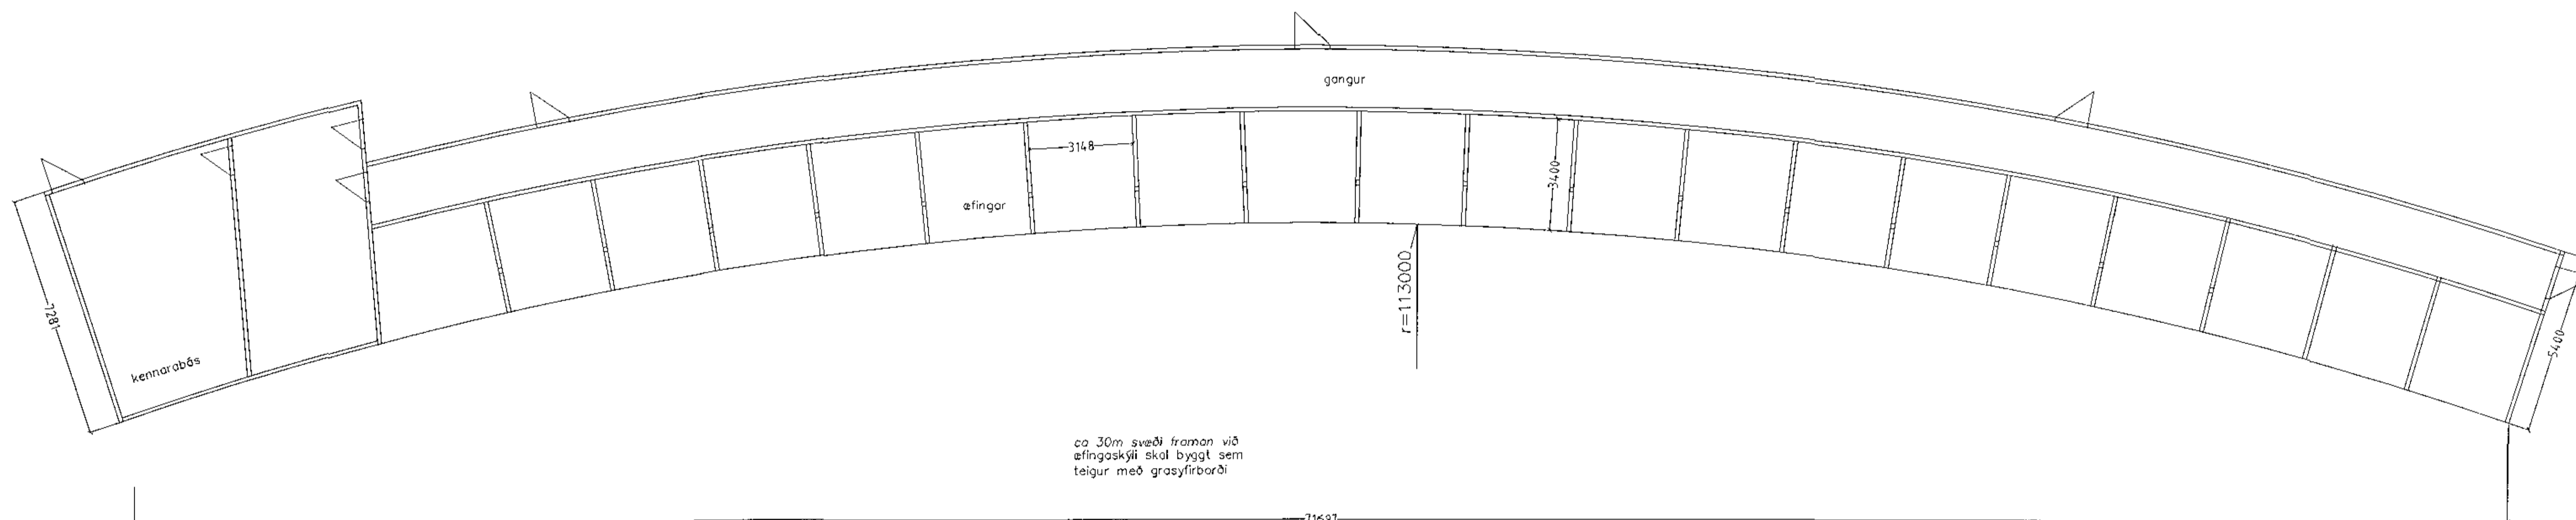 gangur
3148
3400
æfingar
7281
kennarabás
r=113000
5400
ca 30m svæði framan við
æfingaskýli skal byggt sem
teigur með grasyfirborði
71697